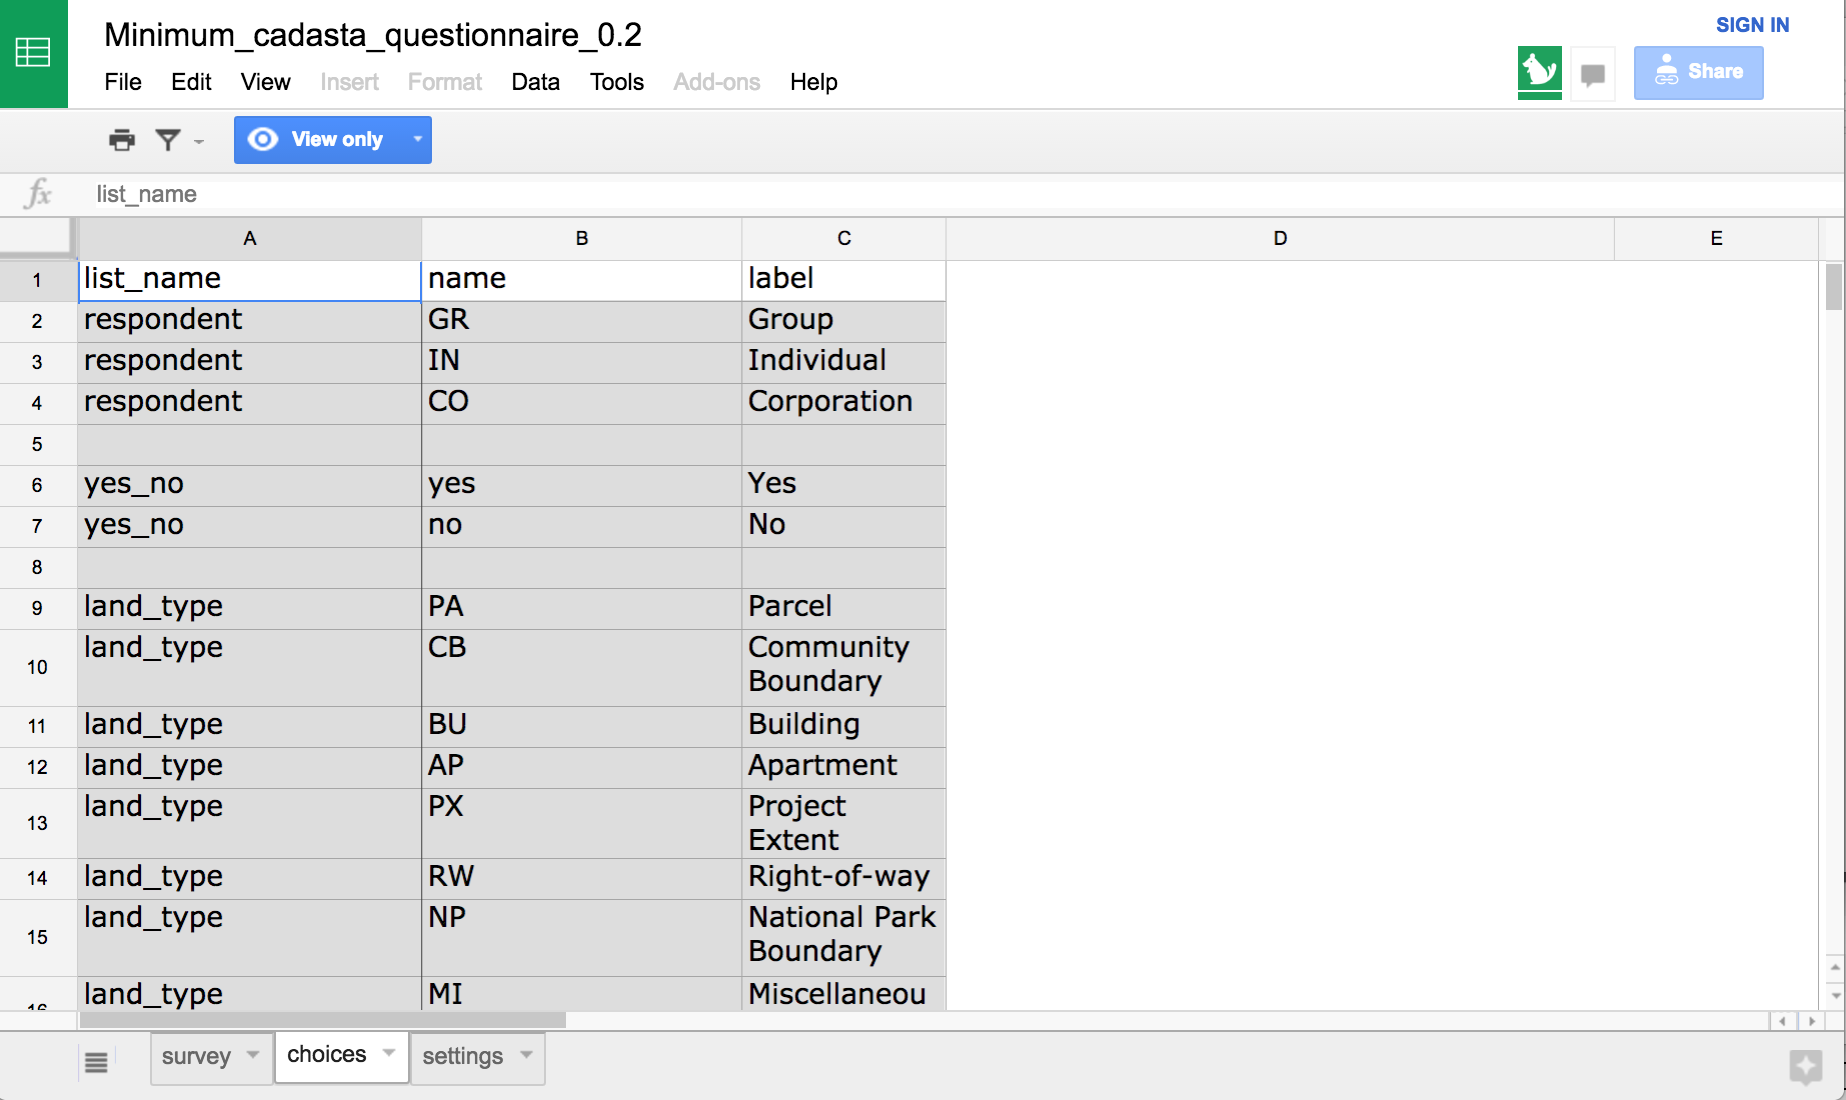 Minimum_cadasta_questionnaire_0.2
SIGN IN
File Edit View Insert Format Data Tools Add-ons Help
Share
View only
fx list_name
A B C D E
1 list_name name label
2 respondent GR Group
3 respondent IN Individual
4 respondent CO Corporation
5
6 yes_no yes Yes
7 yes_no no No
8
9 land_type PA Parcel
10 land_type CB Community
Boundary
11 land_type BU Building
12 land_type AP Apartment
13 land_type PX Project
Extent
14 land_type RW Right-of-way
15 land_type NP National Park
Boundary
16 land_type MI Miscellaneou
survey choices settings